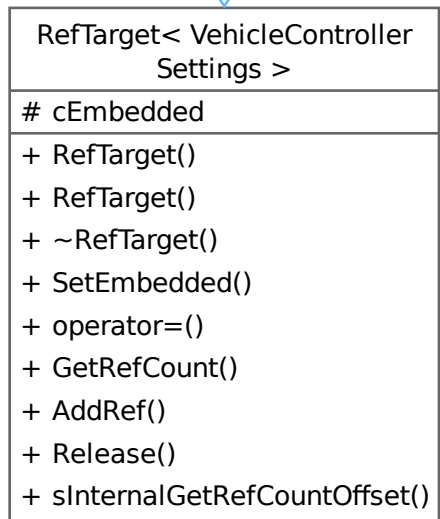 RefTarget< VehicleController
Settings >
# cEmbedded
+ RefTarget()
+ RefTarget()
+ ~RefTarget()
+ SetEmbedded()
+ operator=()
+ GetRefCount()
+ AddRef()
+ Release()
+ sInternalGetRefCountOffset()